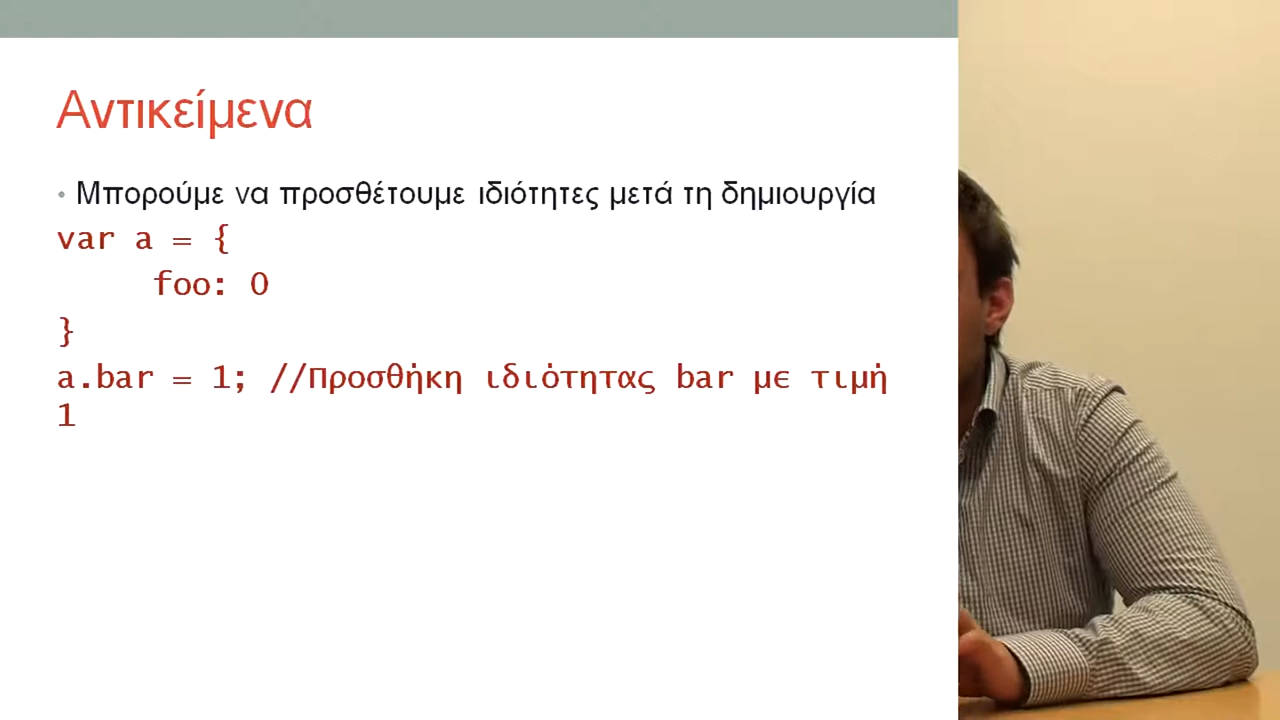 Αντικείμενα
• Μπορούμε να προσθέτουμε ιδιότητες μετά τη δημιουργία
var a = {
foo: 0
}
a.bar = 1; //Προσθήκη ιδιότητας bar με τιμή
1